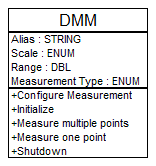 DMM
Alias : STRING
Scale : ENUM
Range : DBL
Measurement Type : ENUM
+Configure Measurement
+Initialize
+Measure multiple points
+Measure one point
+Shutdown